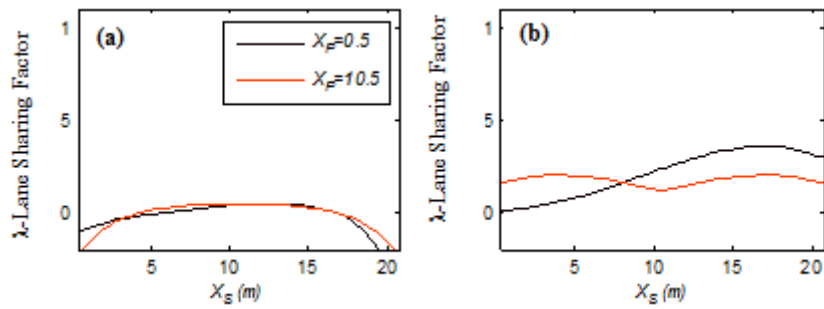 (a)
X_F=0.5
X_F=10.5
λ-Lane Sharing Factor
1
5
0
5
10
15
20
X_S (m)
(b)
λ-Lane Sharing Factor
1
5
0
5
10
15
20
X_S (m)